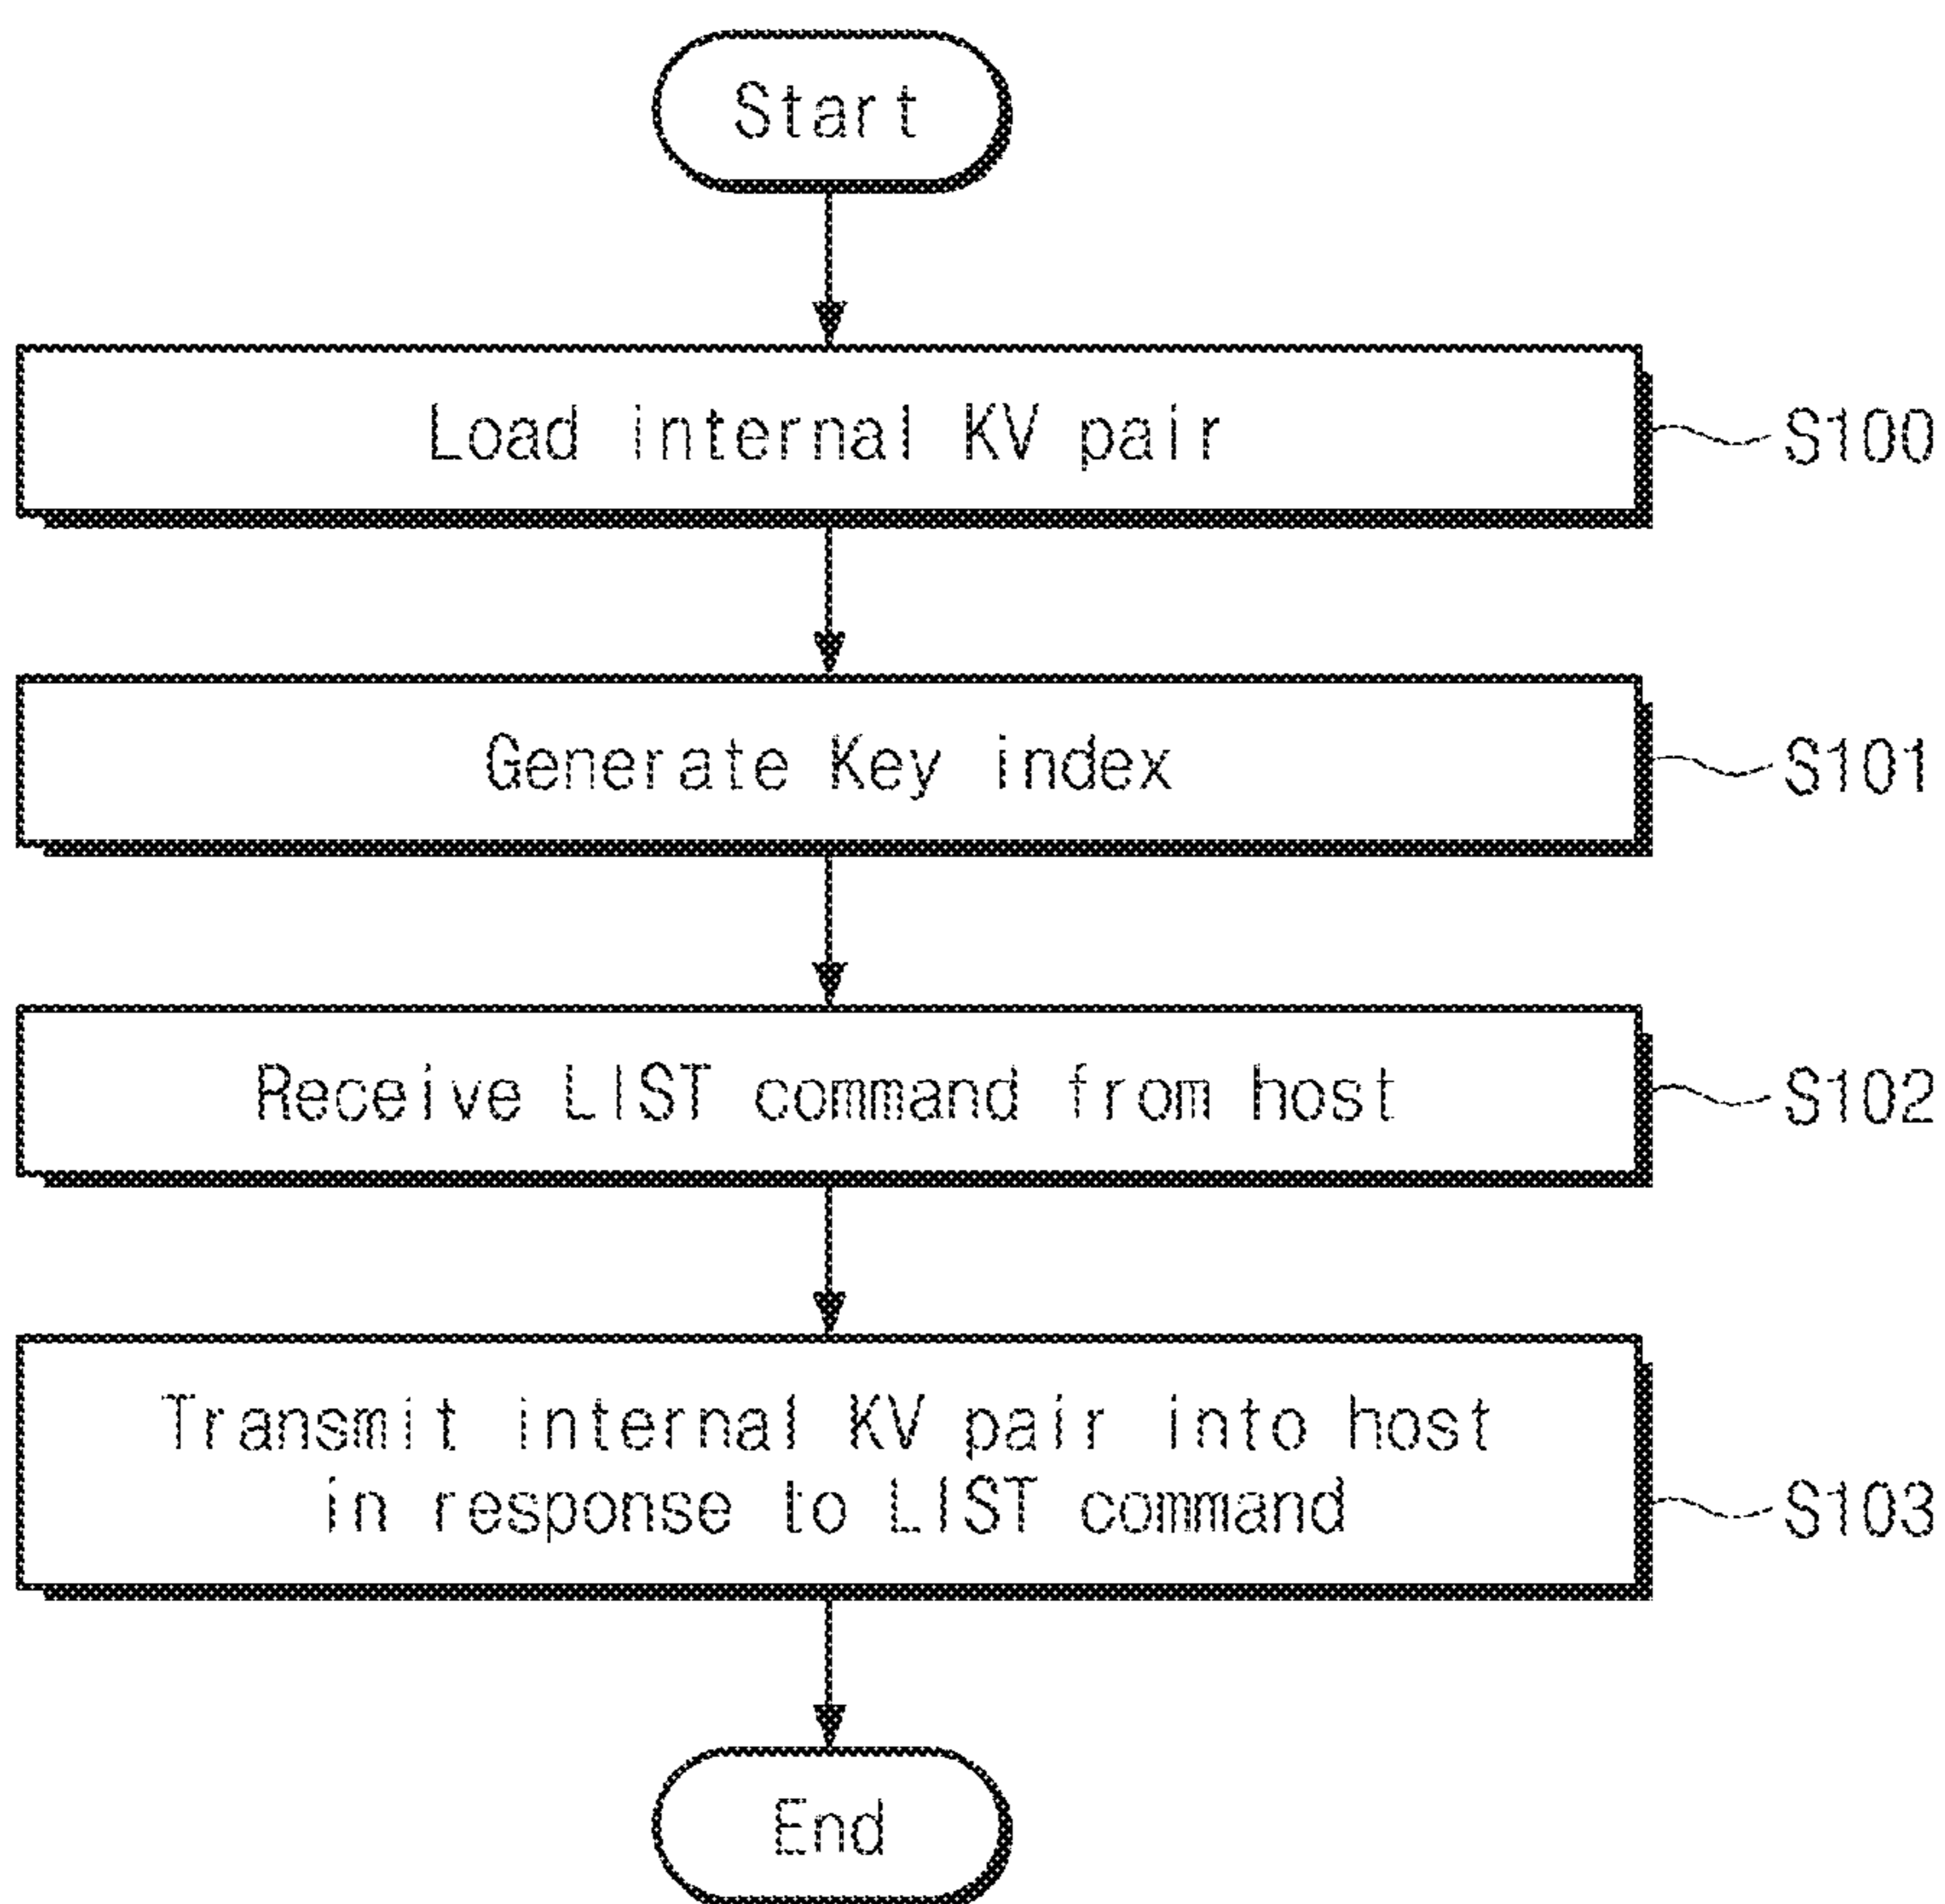 Start
Load internal KV pair
S100
Generate Key index
S101
Receive LIST command from host
S102
Transmit internal KV pair into host
in response to LIST command
S103
End